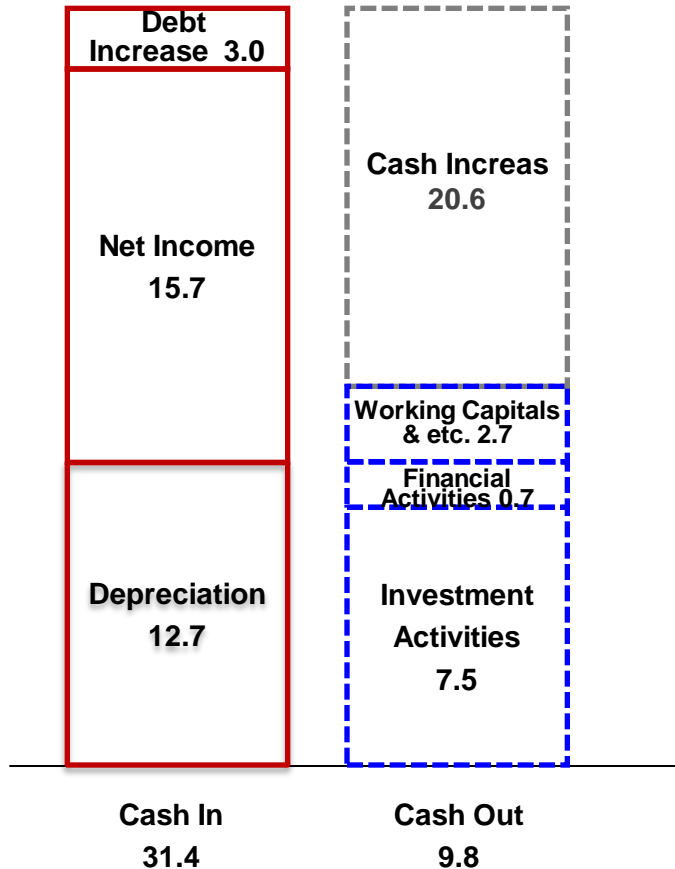 Debt
Increase 3.0
Net Income
15.7
Depreciation
12.7
Cash Increas
20.6
Working Capitals
& etc. 2.7
Financial
Activities 0.7
Investment
Activities
7.5
Cash In
31.4
Cash Out
9.8